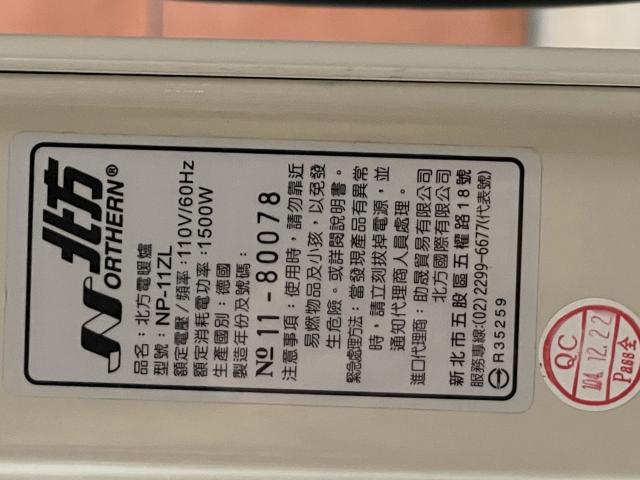 北方
NORTHERN®
品名：北方電暖爐
型號：NP-11ZL
額定電壓/頻率：110V/60Hz
額定消耗電功率：1500W
生產國別：德國
製造年份及號碼：
№ 11-80078
注意事項：使用時，請勿靠近
易燃物品及小孩，以免發
生危險。或詳閱說明書。
緊急處理方法：當發現產品有異常
時，請立刻拔掉電源，並
通知代理商人員處理。
進口代理商：助晟貿易有限公司
北方國際有限公司
新北市五股區五權路18號
服務專線:(02)2299-6677(代表號)
R35259
QC
104.12.22
Pass全